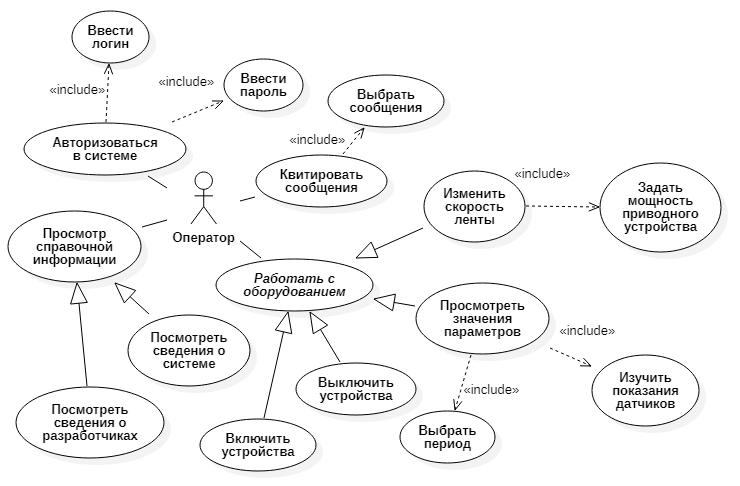 Ввести
логин
«include»
«include»
Ввести
пароль
Выбрать
сообщения
«include»
Авторизоваться
в системе
Квитировать
сообщения
«include»
Изменить
скорость
ленты
Задать
мощность
приводного
устройства
Оператор
Просмотр
справочной
информации
Работать с
оборудованием
Просмотреть
значения
параметров
«include»
Посмотреть
сведения о
системе
Выключить
устройства
«include»
Изучить
показания
датчиков
Посмотреть
сведения о
разработчиках
Включить
устройства
Выбрать
период